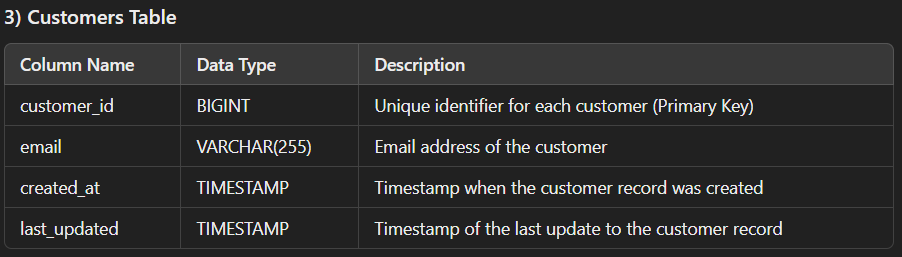 3) Customers Table
Column Name Data Type Description
customer_id BIGINT Unique identifier for each customer (Primary Key)
email VARCHAR(255) Email address of the customer
created_at TIMESTAMP Timestamp when the customer record was created
last_updated TIMESTAMP Timestamp of the last update to the customer record